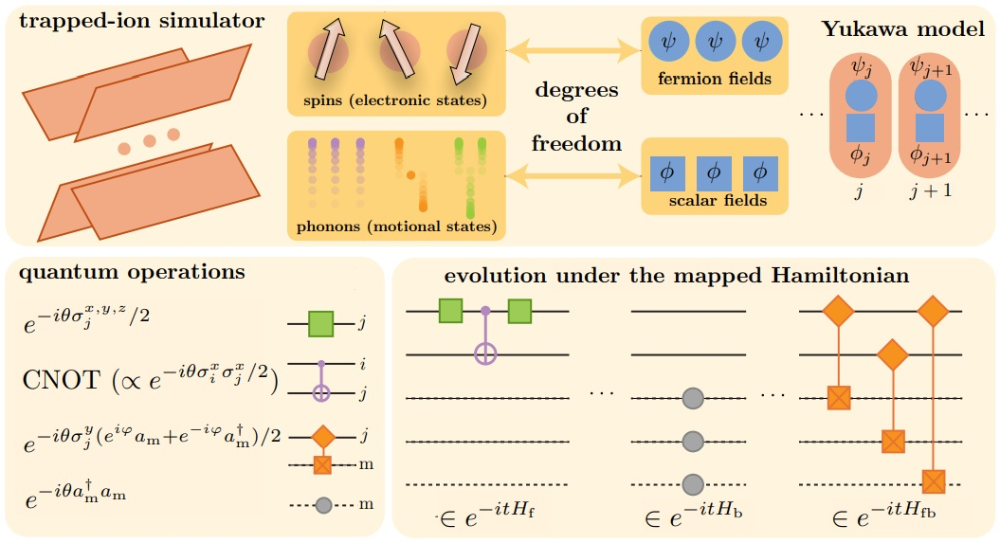 trapped-ion simulator
spins (electronic states)
phonons (motional states)
degrees
of
freedom
ψ ψ ψ
fermion fields
ϕ ϕ ϕ
scalar fields
Yukawa model
ψ_j ψ_{j+1}
... ...
ϕ_j ϕ_{j+1}
j j + 1
quantum operations
e^{-iθσ_j^{x,y,z}/2} j
CNOT (∝ e^{-iθσ_i^x σ_j^x/2}) i
j
e^{-iθσ_j^y(e^{iφ}a_m+e^{-iφ}a_m^†)/2} j
m
e^{-iθa_m^† a_m} m
evolution under the mapped Hamiltonian
... ...
∈ e^{-itH_f} ∈ e^{-itH_b} ∈ e^{-itH_{fb}}